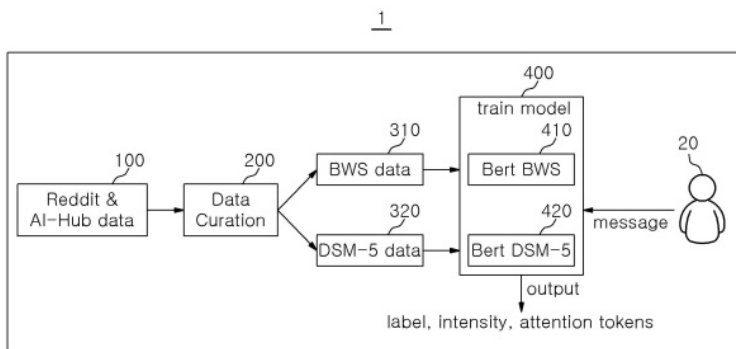 1
400
train model
310
410
20
100
200
BWS data
Bert BWS
Reddit &
AI-Hub data
Data
Curation
320
420
message
DSM-5 data
Bert DSM-5
output
label, intensity, attention tokens